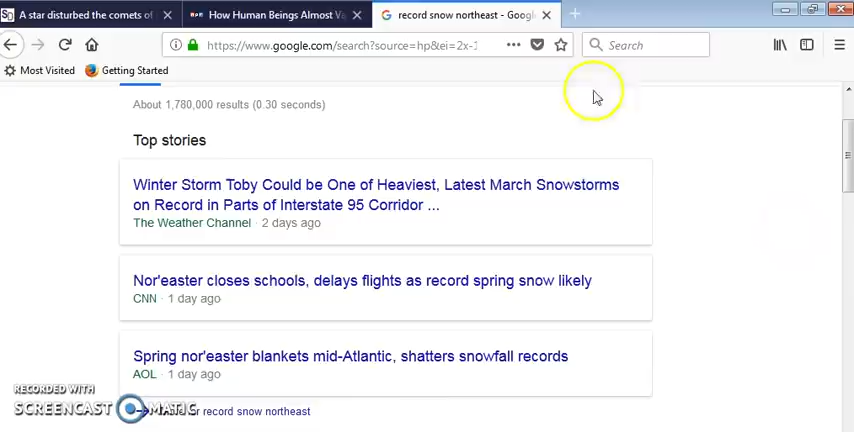 A star disturbed the comets of
How Human Beings Almost Va
record snow northeast - Google
https://www.google.com/search?source=hp&ei=2x-1
Search
Most Visited
Getting Started
About 1,780,000 results (0.30 seconds)
Top stories
Winter Storm Toby Could be One of Heaviest, Latest March Snowstorms
on Record in Parts of Interstate 95 Corridor ...
The Weather Channel · 2 days ago
Nor'easter closes schools, delays flights as record spring snow likely
CNN · 1 day ago
Spring nor'easter blankets mid-Atlantic, shatters snowfall records
AOL · 1 day ago
for record snow northeast
RECORDED WITH
SCREENCAST MATIC